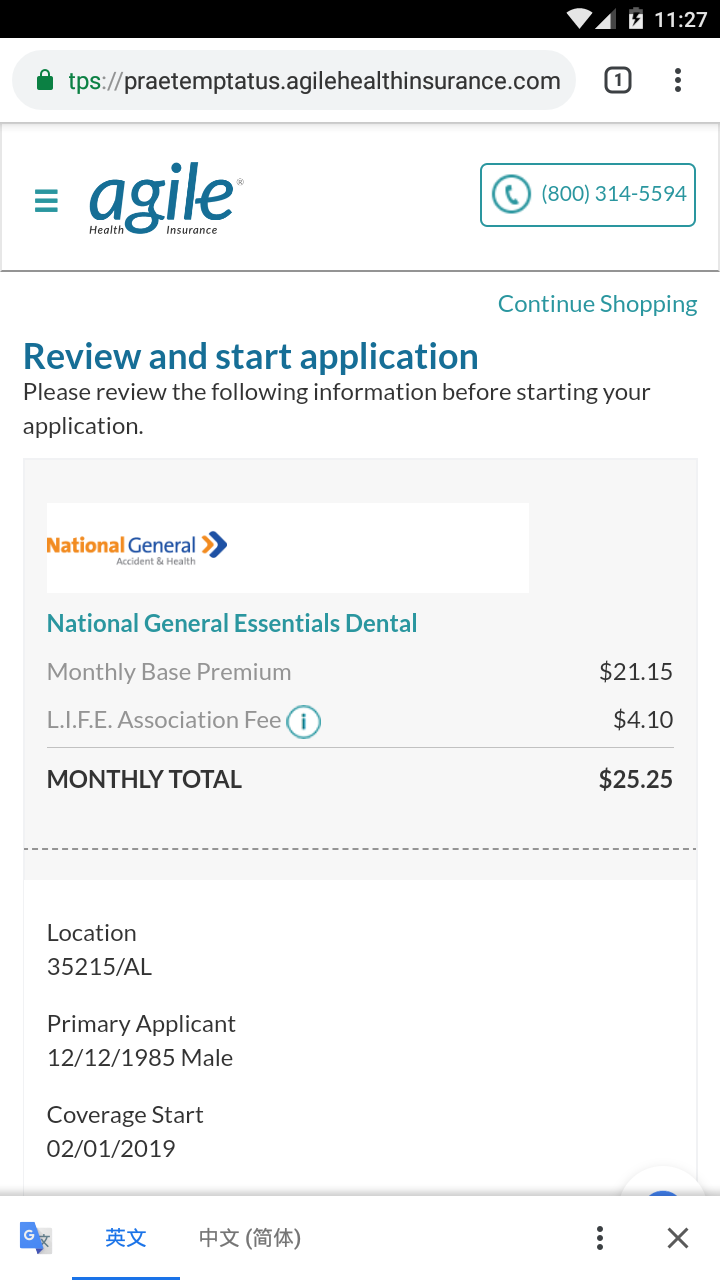 11:27
tps://praetemptatus.agilehealthinsurance.com
1
agile®
Health Insurance
(800) 314-5594
Continue Shopping
Review and start application
Please review the following information before starting your
application.
National General
Accident & Health
National General Essentials Dental
Monthly Base Premium $21.15
L.I.F.E. Association Fee i $4.10
MONTHLY TOTAL $25.25
Location
35215/AL
Primary Applicant
12/12/1985 Male
Coverage Start
02/01/2019
G 文 英文 中文 (简体)